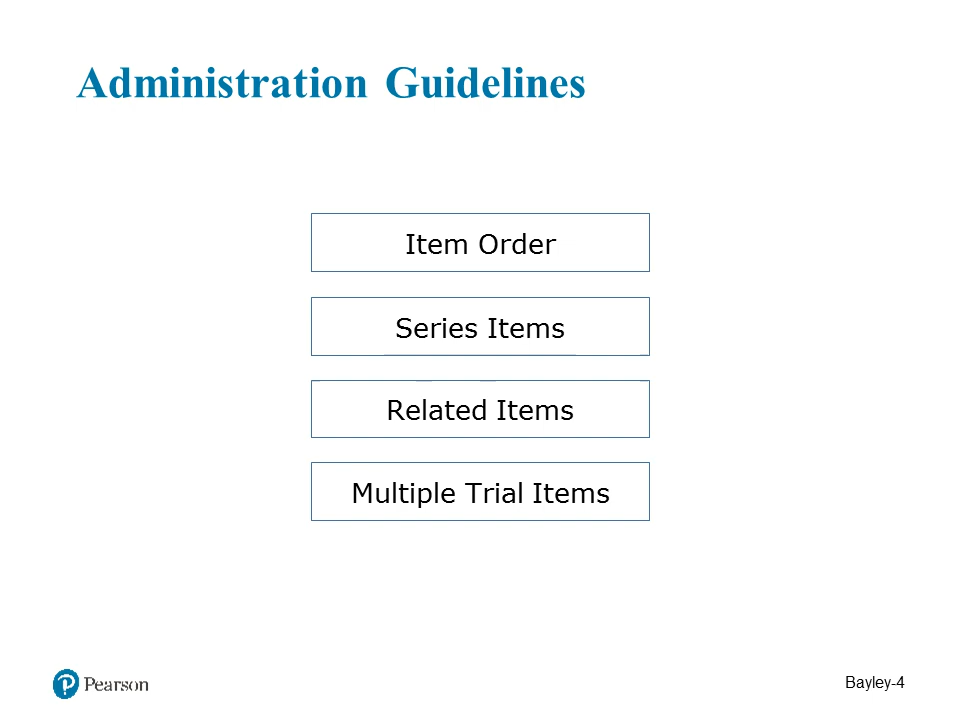 Administration Guidelines
Item Order
Series Items
Related Items
Multiple Trial Items
Pearson
Bayley-4